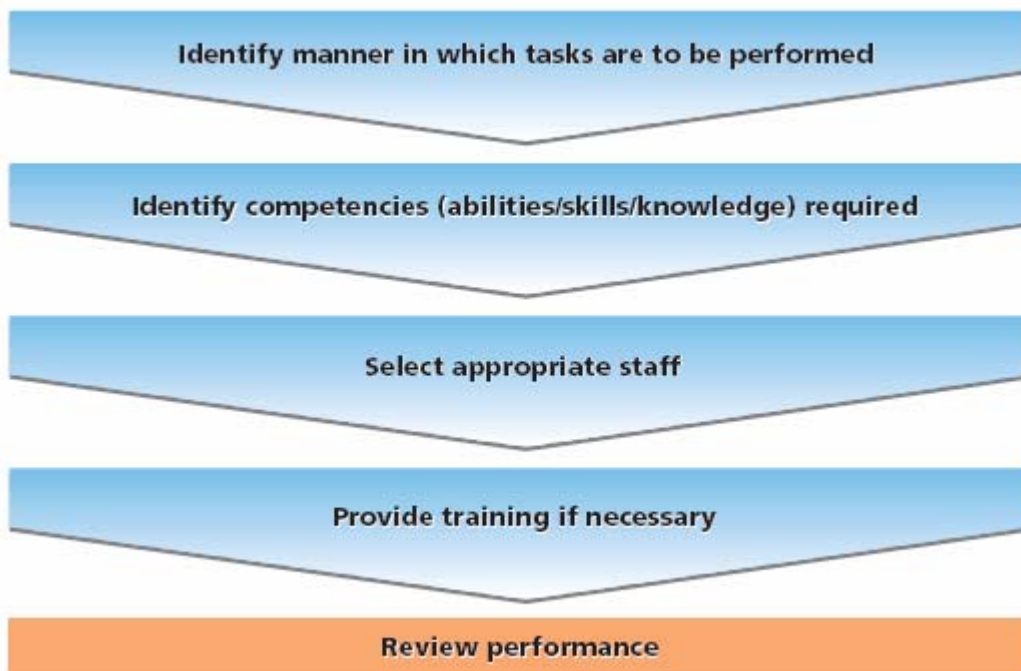 Identify manner in which tasks are to be performed
Identify competencies (abilities/skills/knowledge) required
Select appropriate staff
Provide training if necessary
Review performance